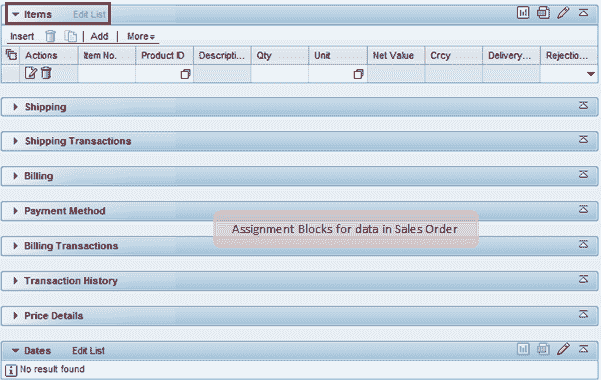 Items Edit List
Insert Add More
Actions Item No. Product ID Descripti... Qty Unit Net Value Crcy Delivery... Rejectio...
Shipping
Shipping Transactions
Billing
Payment Method
Assignment Blocks for data in Sales Order
Billing Transactions
Transaction History
Price Details
Dates Edit List
No result found